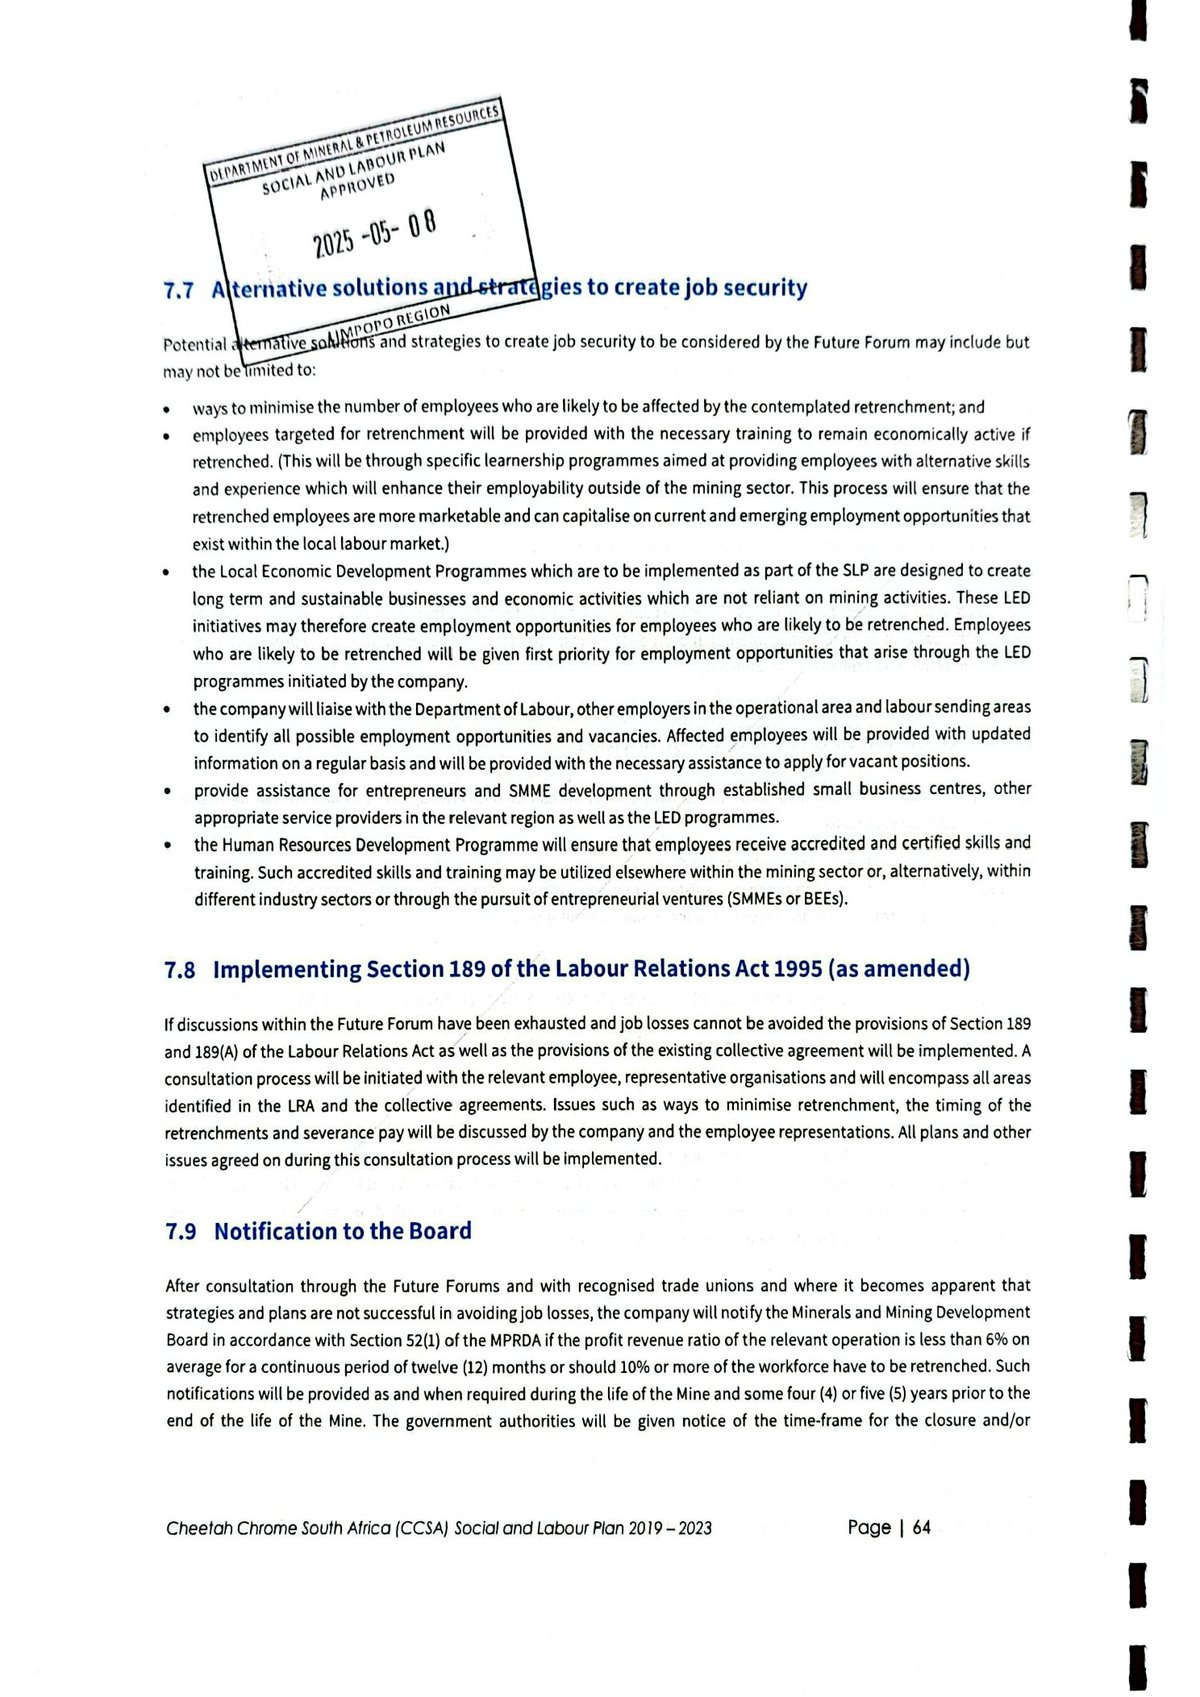 DEPARTMENT OF MINERAL & PETROLEUM RESOURCES
SOCIAL AND LABOUR PLAN
APPROVED
2025 -05- 08
LIMPOPO REGION
7.7 Alternative solutions and strategies to create job security
Potential alternative solutions and strategies to create job security to be considered by the Future Forum may include but
may not be limited to:
• ways to minimise the number of employees who are likely to be affected by the contemplated retrenchment; and
• employees targeted for retrenchment will be provided with the necessary training to remain economically active if
retrenched. (This will be through specific learnership programmes aimed at providing employees with alternative skills
and experience which will enhance their employability outside of the mining sector. This process will ensure that the
retrenched employees are more marketable and can capitalise on current and emerging employment opportunities that
exist within the local labour market.)
• the Local Economic Development Programmes which are to be implemented as part of the SLP are designed to create
long term and sustainable businesses and economic activities which are not reliant on mining activities. These LED
initiatives may therefore create employment opportunities for employees who are likely to be retrenched. Employees
who are likely to be retrenched will be given first priority for employment opportunities that arise through the LED
programmes initiated by the company.
• the company will liaise with the Department of Labour, other employers in the operational area and labour sending areas
to identify all possible employment opportunities and vacancies. Affected employees will be provided with updated
information on a regular basis and will be provided with the necessary assistance to apply for vacant positions.
• provide assistance for entrepreneurs and SMME development through established small business centres, other
appropriate service providers in the relevant region as well as the LED programmes.
• the Human Resources Development Programme will ensure that employees receive accredited and certified skills and
training. Such accredited skills and training may be utilized elsewhere within the mining sector or, alternatively, within
different industry sectors or through the pursuit of entrepreneurial ventures (SMMEs or BEEs).
7.8 Implementing Section 189 of the Labour Relations Act 1995 (as amended)
If discussions within the Future Forum have been exhausted and job losses cannot be avoided the provisions of Section 189
and 189(A) of the Labour Relations Act as well as the provisions of the existing collective agreement will be implemented. A
consultation process will be initiated with the relevant employee, representative organisations and will encompass all areas
identified in the LRA and the collective agreements. Issues such as ways to minimise retrenchment, the timing of the
retrenchments and severance pay will be discussed by the company and the employee representations. All plans and other
issues agreed on during this consultation process will be implemented.
7.9 Notification to the Board
After consultation through the Future Forums and with recognised trade unions and where it becomes apparent that
strategies and plans are not successful in avoiding job losses, the company will notify the Minerals and Mining Development
Board in accordance with Section 52(1) of the MPRDA if the profit revenue ratio of the relevant operation is less than 6% on
average for a continuous period of twelve (12) months or should 10% or more of the workforce have to be retrenched. Such
notifications will be provided as and when required during the life of the Mine and some four (4) or five (5) years prior to the
end of the life of the Mine. The government authorities will be given notice of the time-frame for the closure and/or
Cheetah Chrome South Africa (CCSA) Social and Labour Plan 2019 – 2023 Page | 64